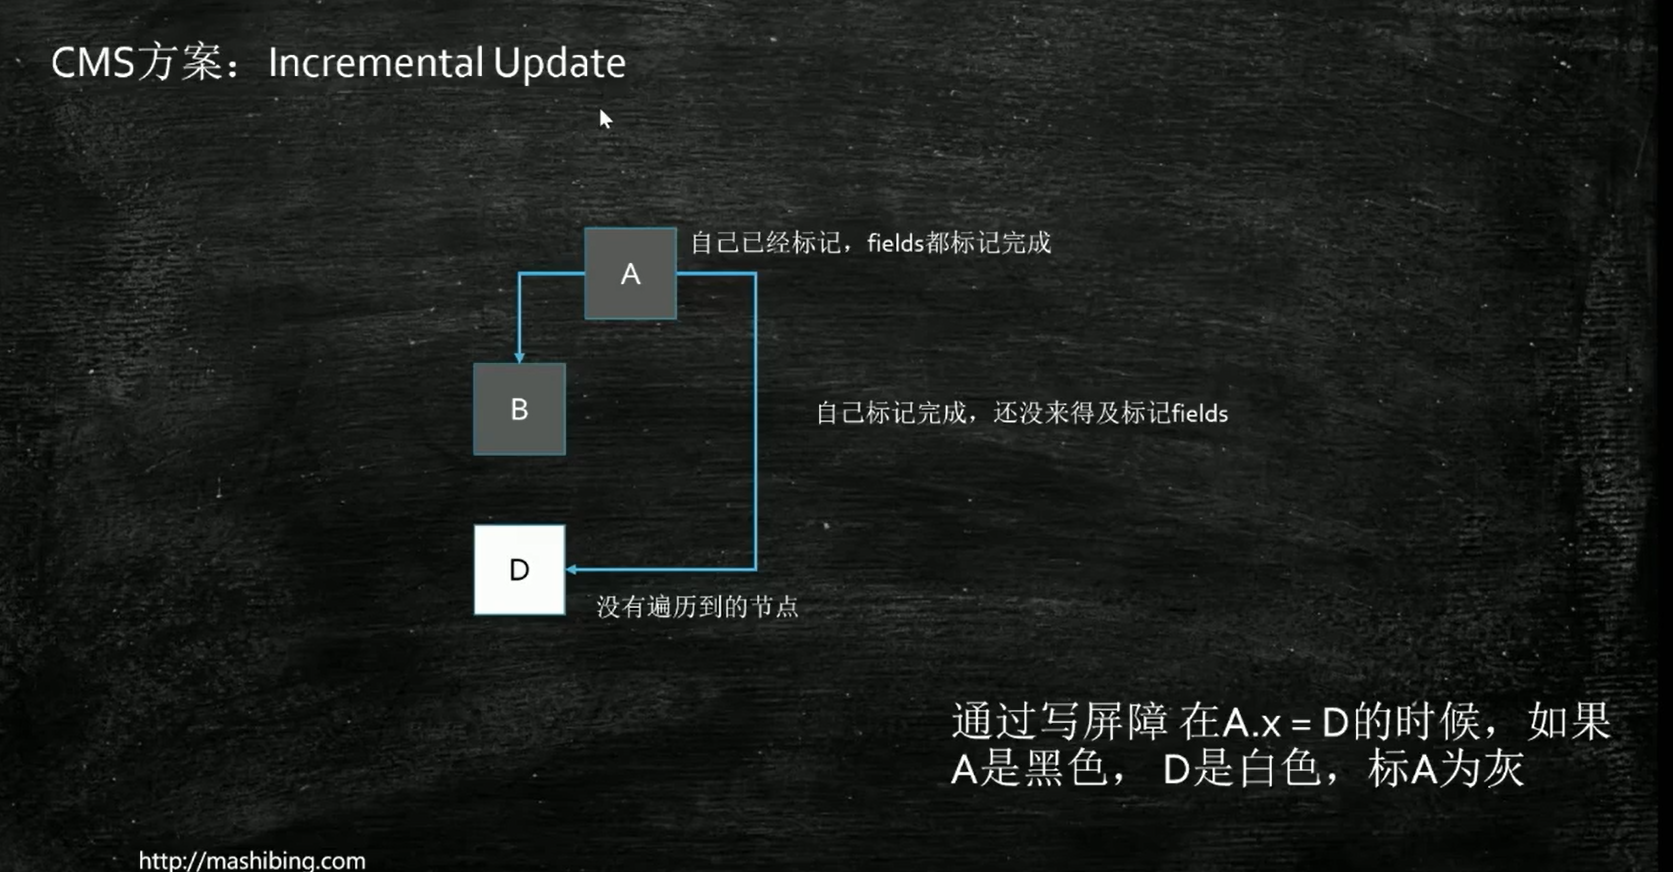 CMS方案：Incremental Update
A
自己已经标记，fields都标记完成
B
自己标记完成，还没来得及标记fields
D
没有遍历到的节点
通过写屏障 在A.x = D的时候，如果
A是黑色， D是白色，标A为灰
http://mashibing.com